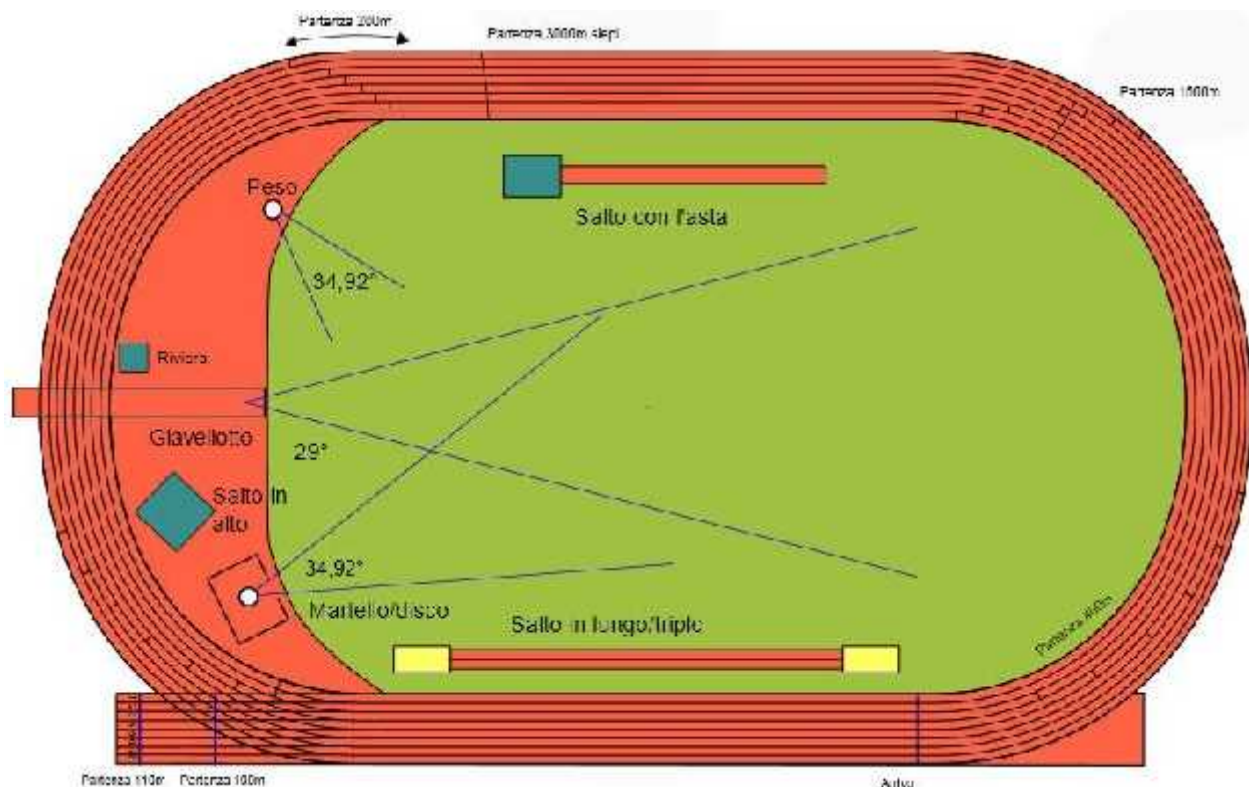 Partenza 200m
Partenza 3000m siepi
Partenza 1500m
Peso
Salto con l'asta
34,92°
Riviera
Giavellotto
29°
Salto in
alto
34,92°
Martello/disco
Salto in lungo/triplo
Partenza 400m
Partenza 110m
Partenza 100m
Arrivo